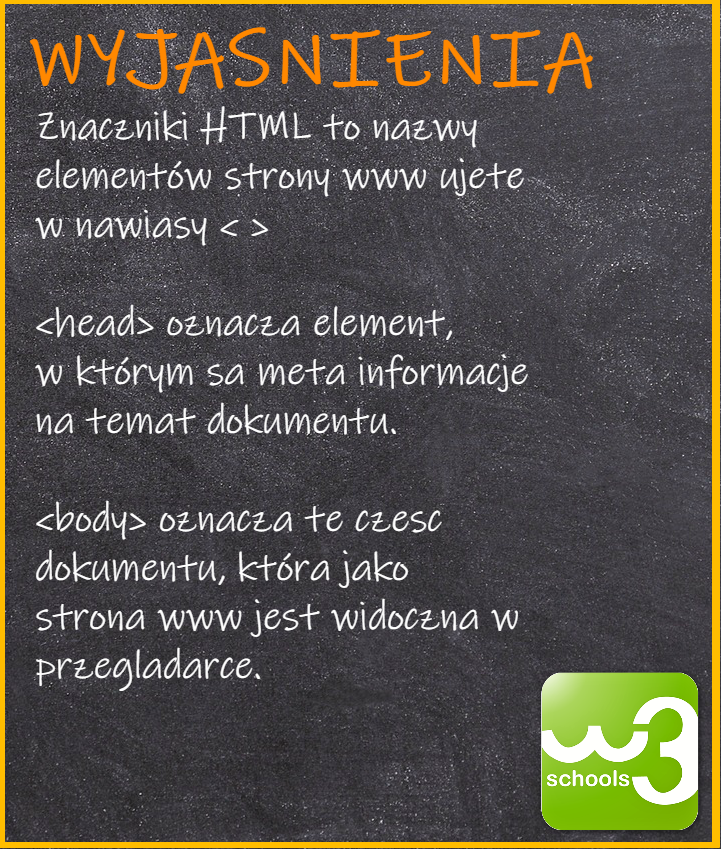 WYJASNIENIA
Znaczniki HTML to nazwy
elementów strony www ujete
w nawiasy < >
<head> oznacza element,
w którym sa meta informacje
na temat dokumentu.
<body> oznacza te czesc
dokumentu, która jako
strona www jest widoczna w
przegladarce.
w3
schools